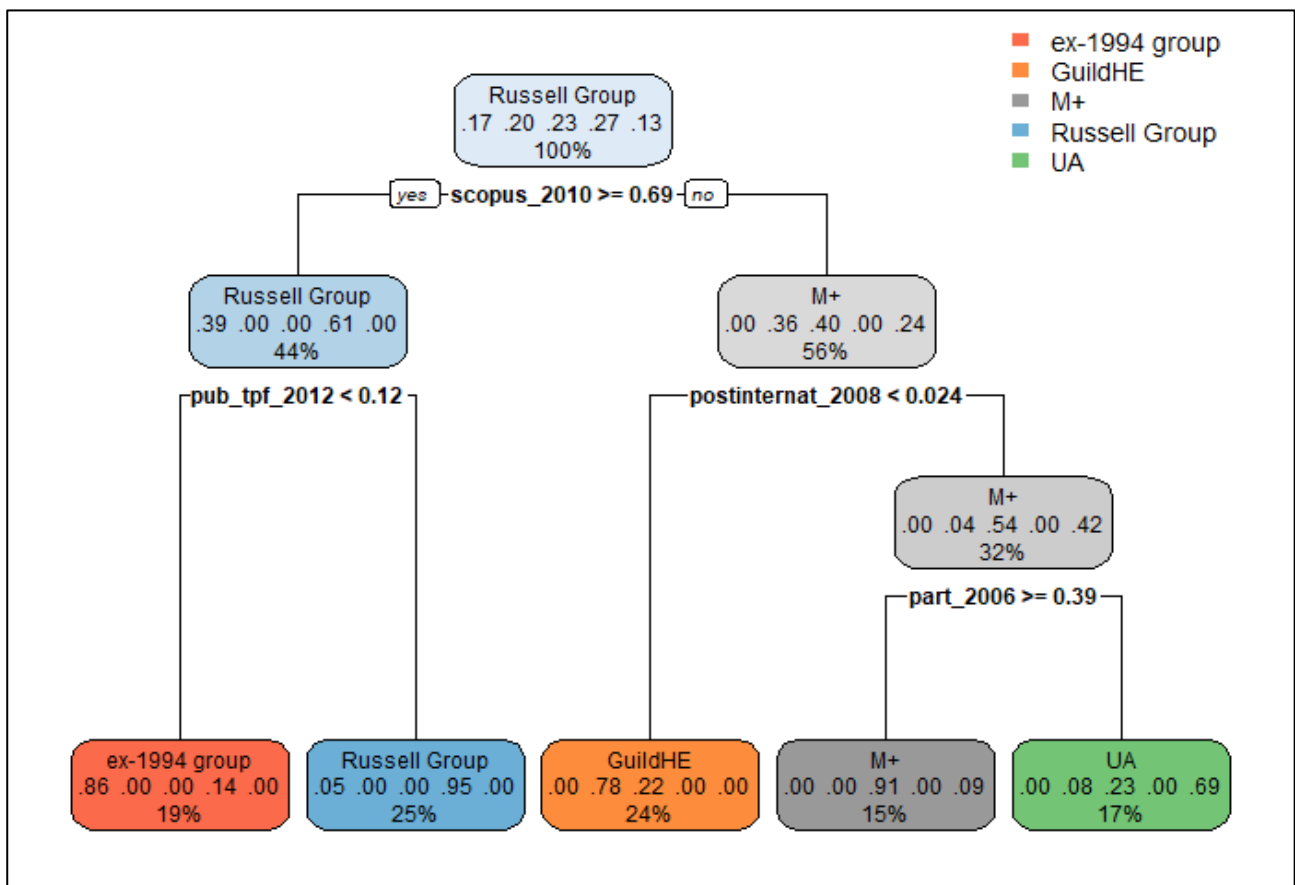 ex-1994 group
GuildHE
M+
Russell Group
UA
Russell Group
.17 .20 .23 .27 .13
100%
yes scopus_2010 >= 0.69 no
Russell Group
.39 .00 .00 .61 .00
44%
M+
.00 .36 .40 .00 .24
56%
pub_tpf_2012 < 0.12
postinternat_2008 < 0.024
M+
.00 .04 .54 .00 .42
32%
part_2006 >= 0.39
ex-1994 group
.86 .00 .00 .14 .00
19%
Russell Group
.05 .00 .00 .95 .00
25%
GuildHE
.00 .78 .22 .00 .00
24%
M+
.00 .00 .91 .00 .09
15%
UA
.00 .08 .23 .00 .69
17%